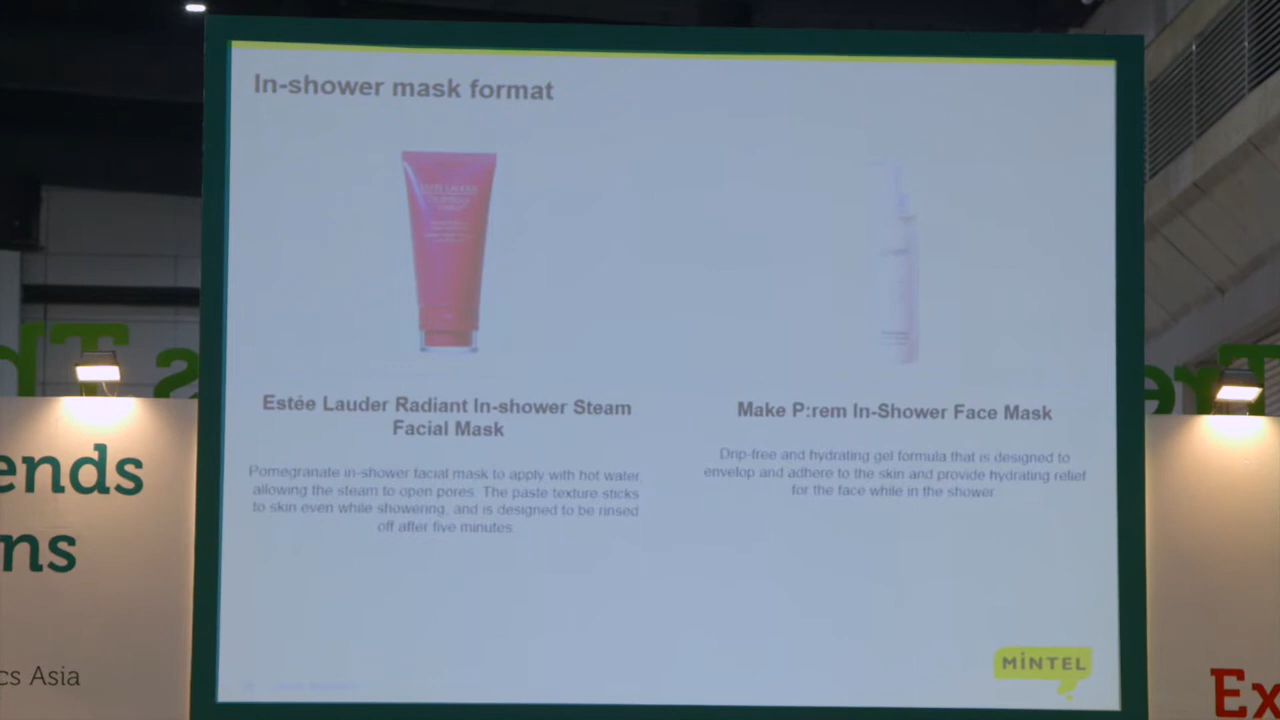 In-shower mask format
ESTĒE LAUDER
Estée Lauder Radiant In-shower Steam
Facial Mask
Pomegranate in-shower facial mask to apply with hot water
allowing the steam to open pores. The paste texture sticks
to skin even while showering, and is designed to be rinsed
off after five minutes.
Make P:rem In-Shower Face Mask
Drip-free and hydrating gel formula that is designed to
envelop and adhere to the skin and provide hydrating relief
for the face while in the shower.
MiNTEL
s
ends
ns
cs Asia
Tre
Ex